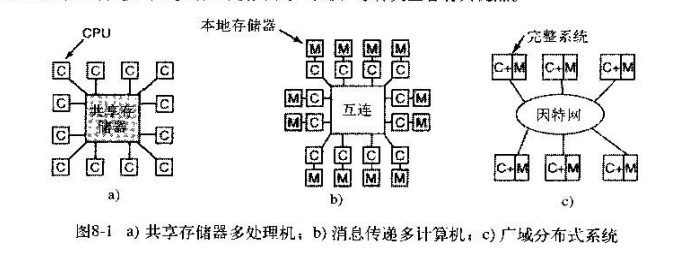 CPU
本地存储器
完整系统
C C C C
C C
C C
C C C C
共享存
储器
M M M M
C C C C
M C C M
M C C M
互连
C C C C
M M M M
C+M C+M C+M
因特网
C+M C+M C+M
a)
b)
c)
图8-1 a) 共享存储器多处理机；b) 消息传递多计算机；c) 广域分布式系统